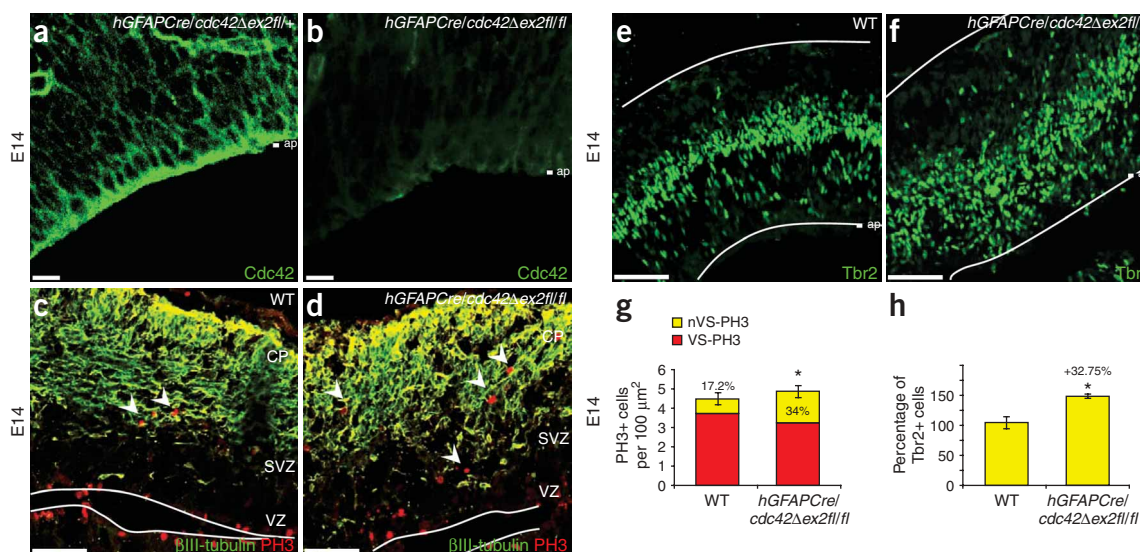 a
hGFAPCre/cdc42Δex2fl/+
E14
ap
Cdc42
b
hGFAPCre/cdc42Δex2fl/fl
ap
Cdc42
c
WT
E14
CP
SVZ
VZ
βIII-tubulin PH3
d
hGFAPCre/cdc42Δex2fl/fl
CP
SVZ
VZ
βIII-tubulin PH3
e
WT
E14
ap
Tbr2
f
hGFAPCre/cdc42Δex2fl/fl
Tbr
g
nVS-PH3
VS-PH3
E14
PH3+ cells
per 100 μm2
6
5
4
3
2
1
0
17.2%
*
34%
WT
hGFAPCre/
cdc42Δex2fl/fl
h
Percentage of
Tbr2+ cells
150
100
50
0
+32.75%
*
WT
hGFAPCre/
cdc42Δex2fl/fl